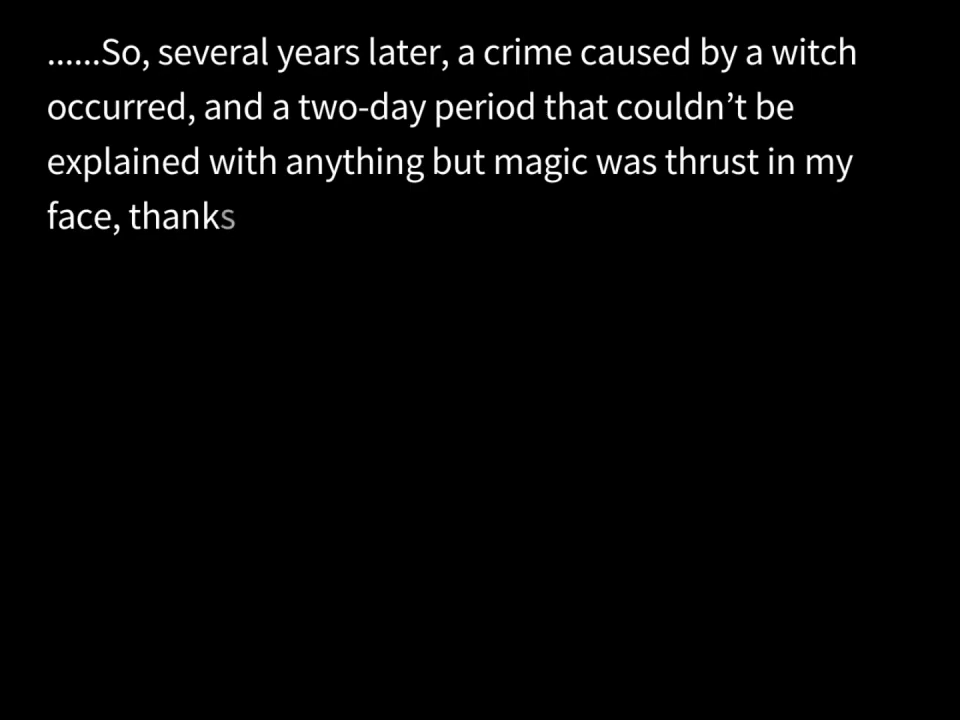 ......So, several years later, a crime caused by a witch
occurred, and a two-day period that couldn’t be
explained with anything but magic was thrust in my
face, thanks